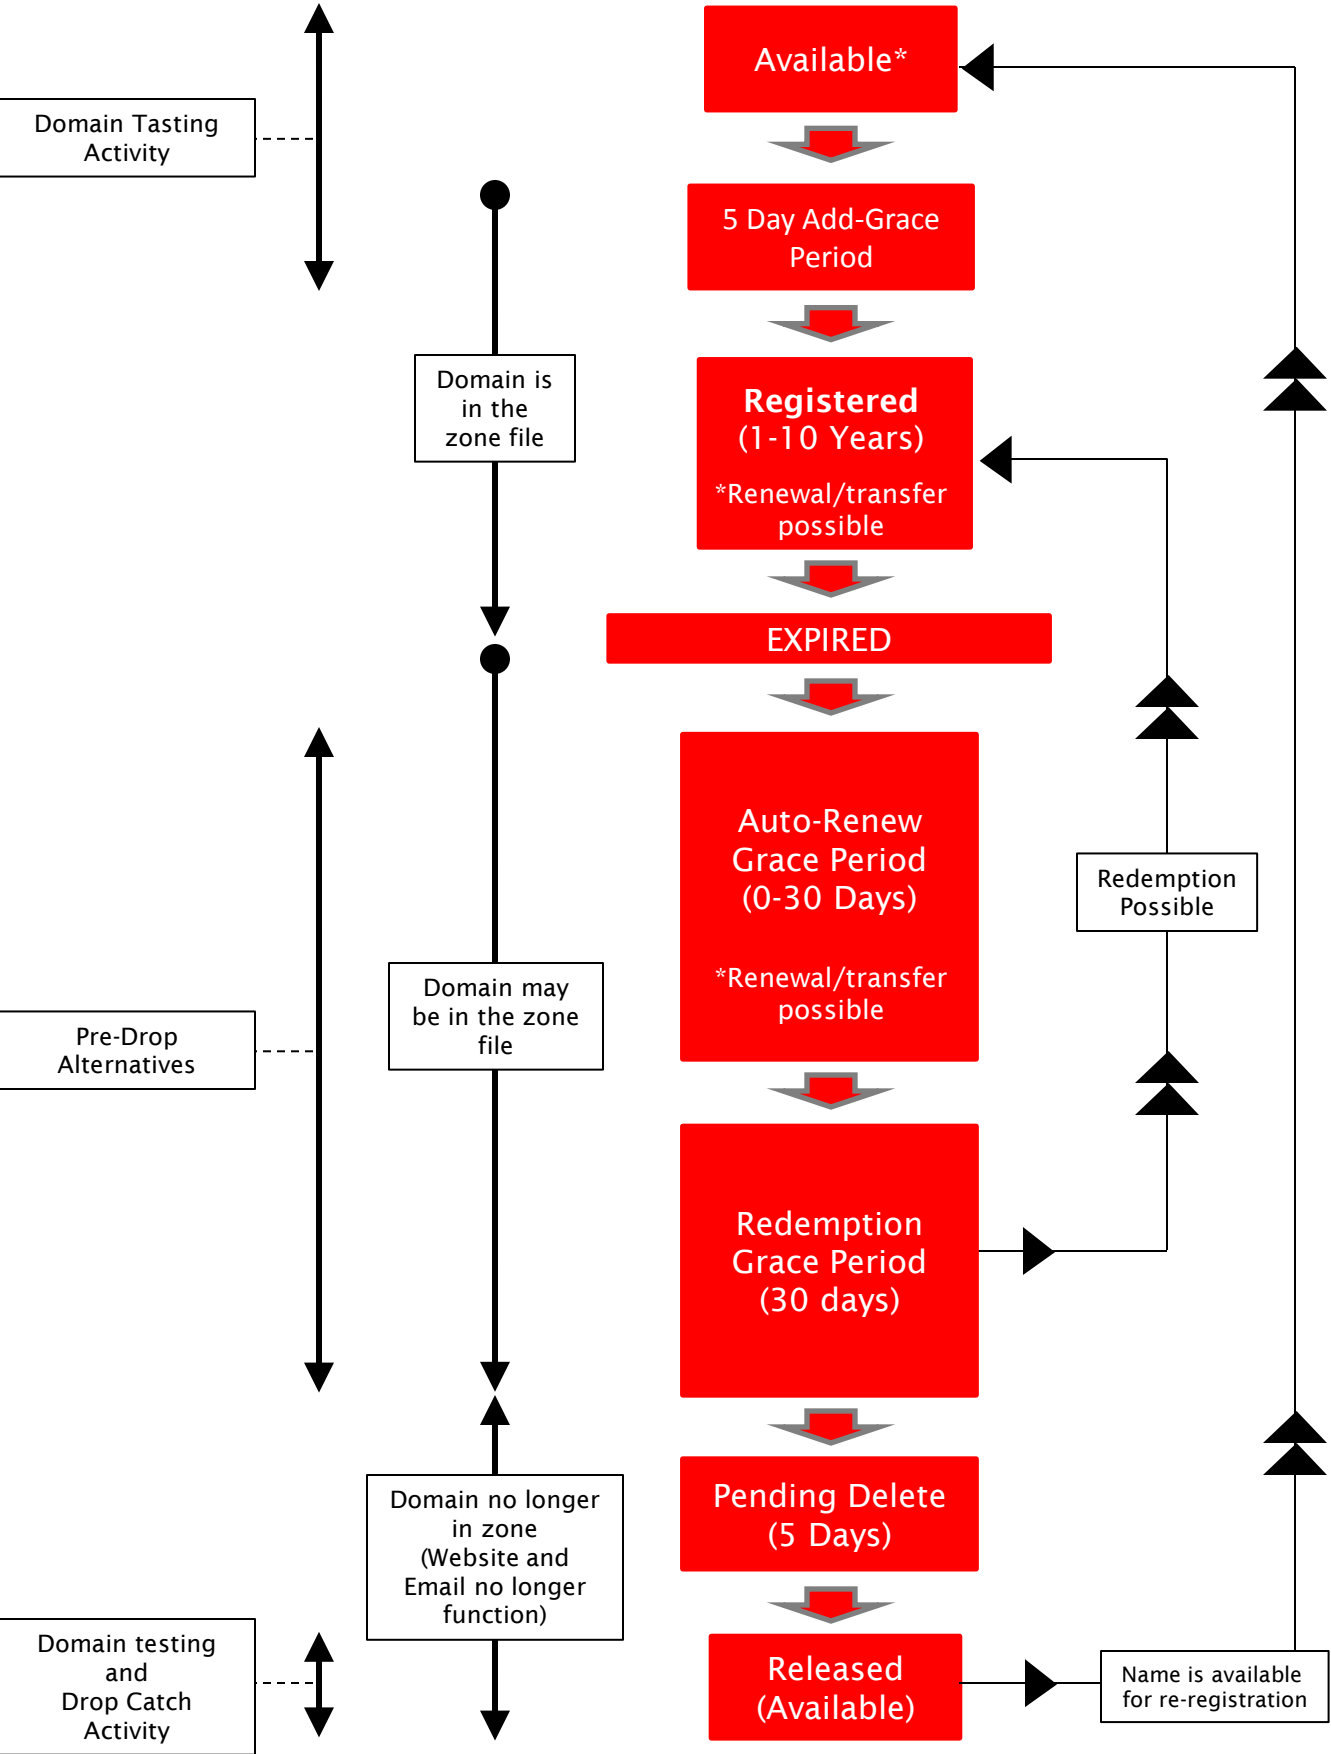 Available*
Domain Tasting
Activity
5 Day Add-Grace
Period
Domain is
in the
zone file
Registered
(1-10 Years)
*Renewal/transfer
possible
EXPIRED
Auto-Renew
Grace Period
(0-30 Days)
*Renewal/transfer
possible
Redemption
Possible
Domain may
be in the zone
file
Pre-Drop
Alternatives
Redemption
Grace Period
(30 days)
Pending Delete
(5 Days)
Domain no longer
in zone
(Website and
Email no longer
function)
Domain testing
and
Drop Catch
Activity
Released
(Available)
Name is available
for re-registration